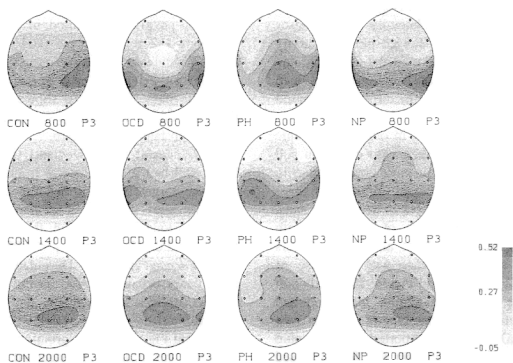 CON 800 P3 OCD 800 P3 PH 800 P3 NP 800 P3
CON 1400 P3 OCD 1400 P3 PH 1400 P3 NP 1400 P3
0.52
0.27
-0.05
CON 2000 P3 OCD 2000 P3 PH 2000 P3 NP 2000 P3